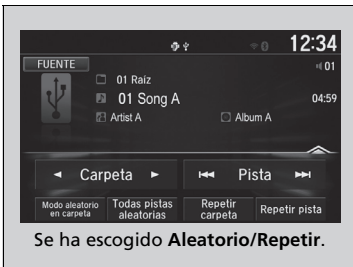 12:34
FUENTE
01
01 Raíz
01 Song A
04:59
Artist A
Album A
Carpeta
Pista
Modo aleatorio
en carpeta
Todas pistas
aleatorias
Repetir
carpeta
Repetir pista
Se ha escogido Aleatorio/Repetir.